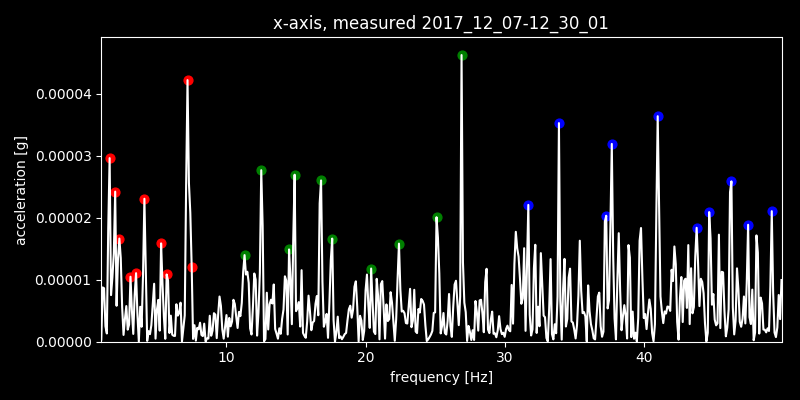 x-axis, measured 2017_12_07-12_30_01
acceleration [g]
0.00004
0.00003
0.00002
0.00001
0.00000
10 20 30 40
frequency [Hz]